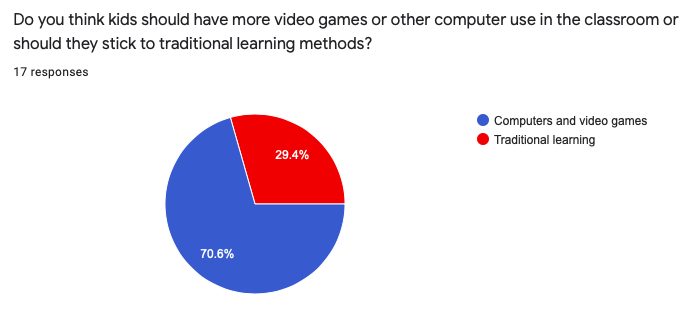 Do you think kids should have more video games or other computer use in the classroom or
should they stick to traditional learning methods?
17 responses
Computers and video games
Traditional learning
29.4%
70.6%